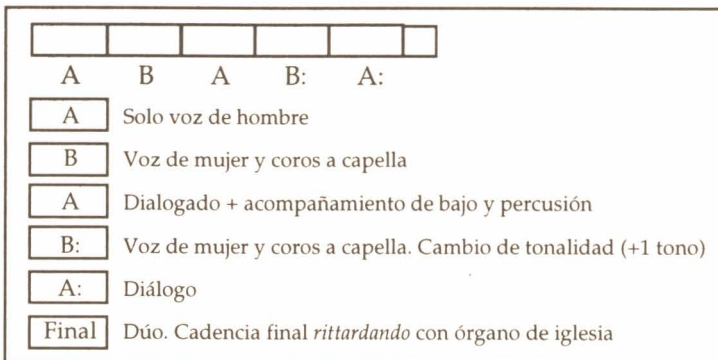 A B A B: A:
A Solo voz de hombre
B Voz de mujer y coros a capella
A Dialogado + acompañamiento de bajo y percusión
B: Voz de mujer y coros a capella. Cambio de tonalidad (+1 tono)
A: Diálogo
Final Dúo. Cadencia final rittardando con órgano de iglesia